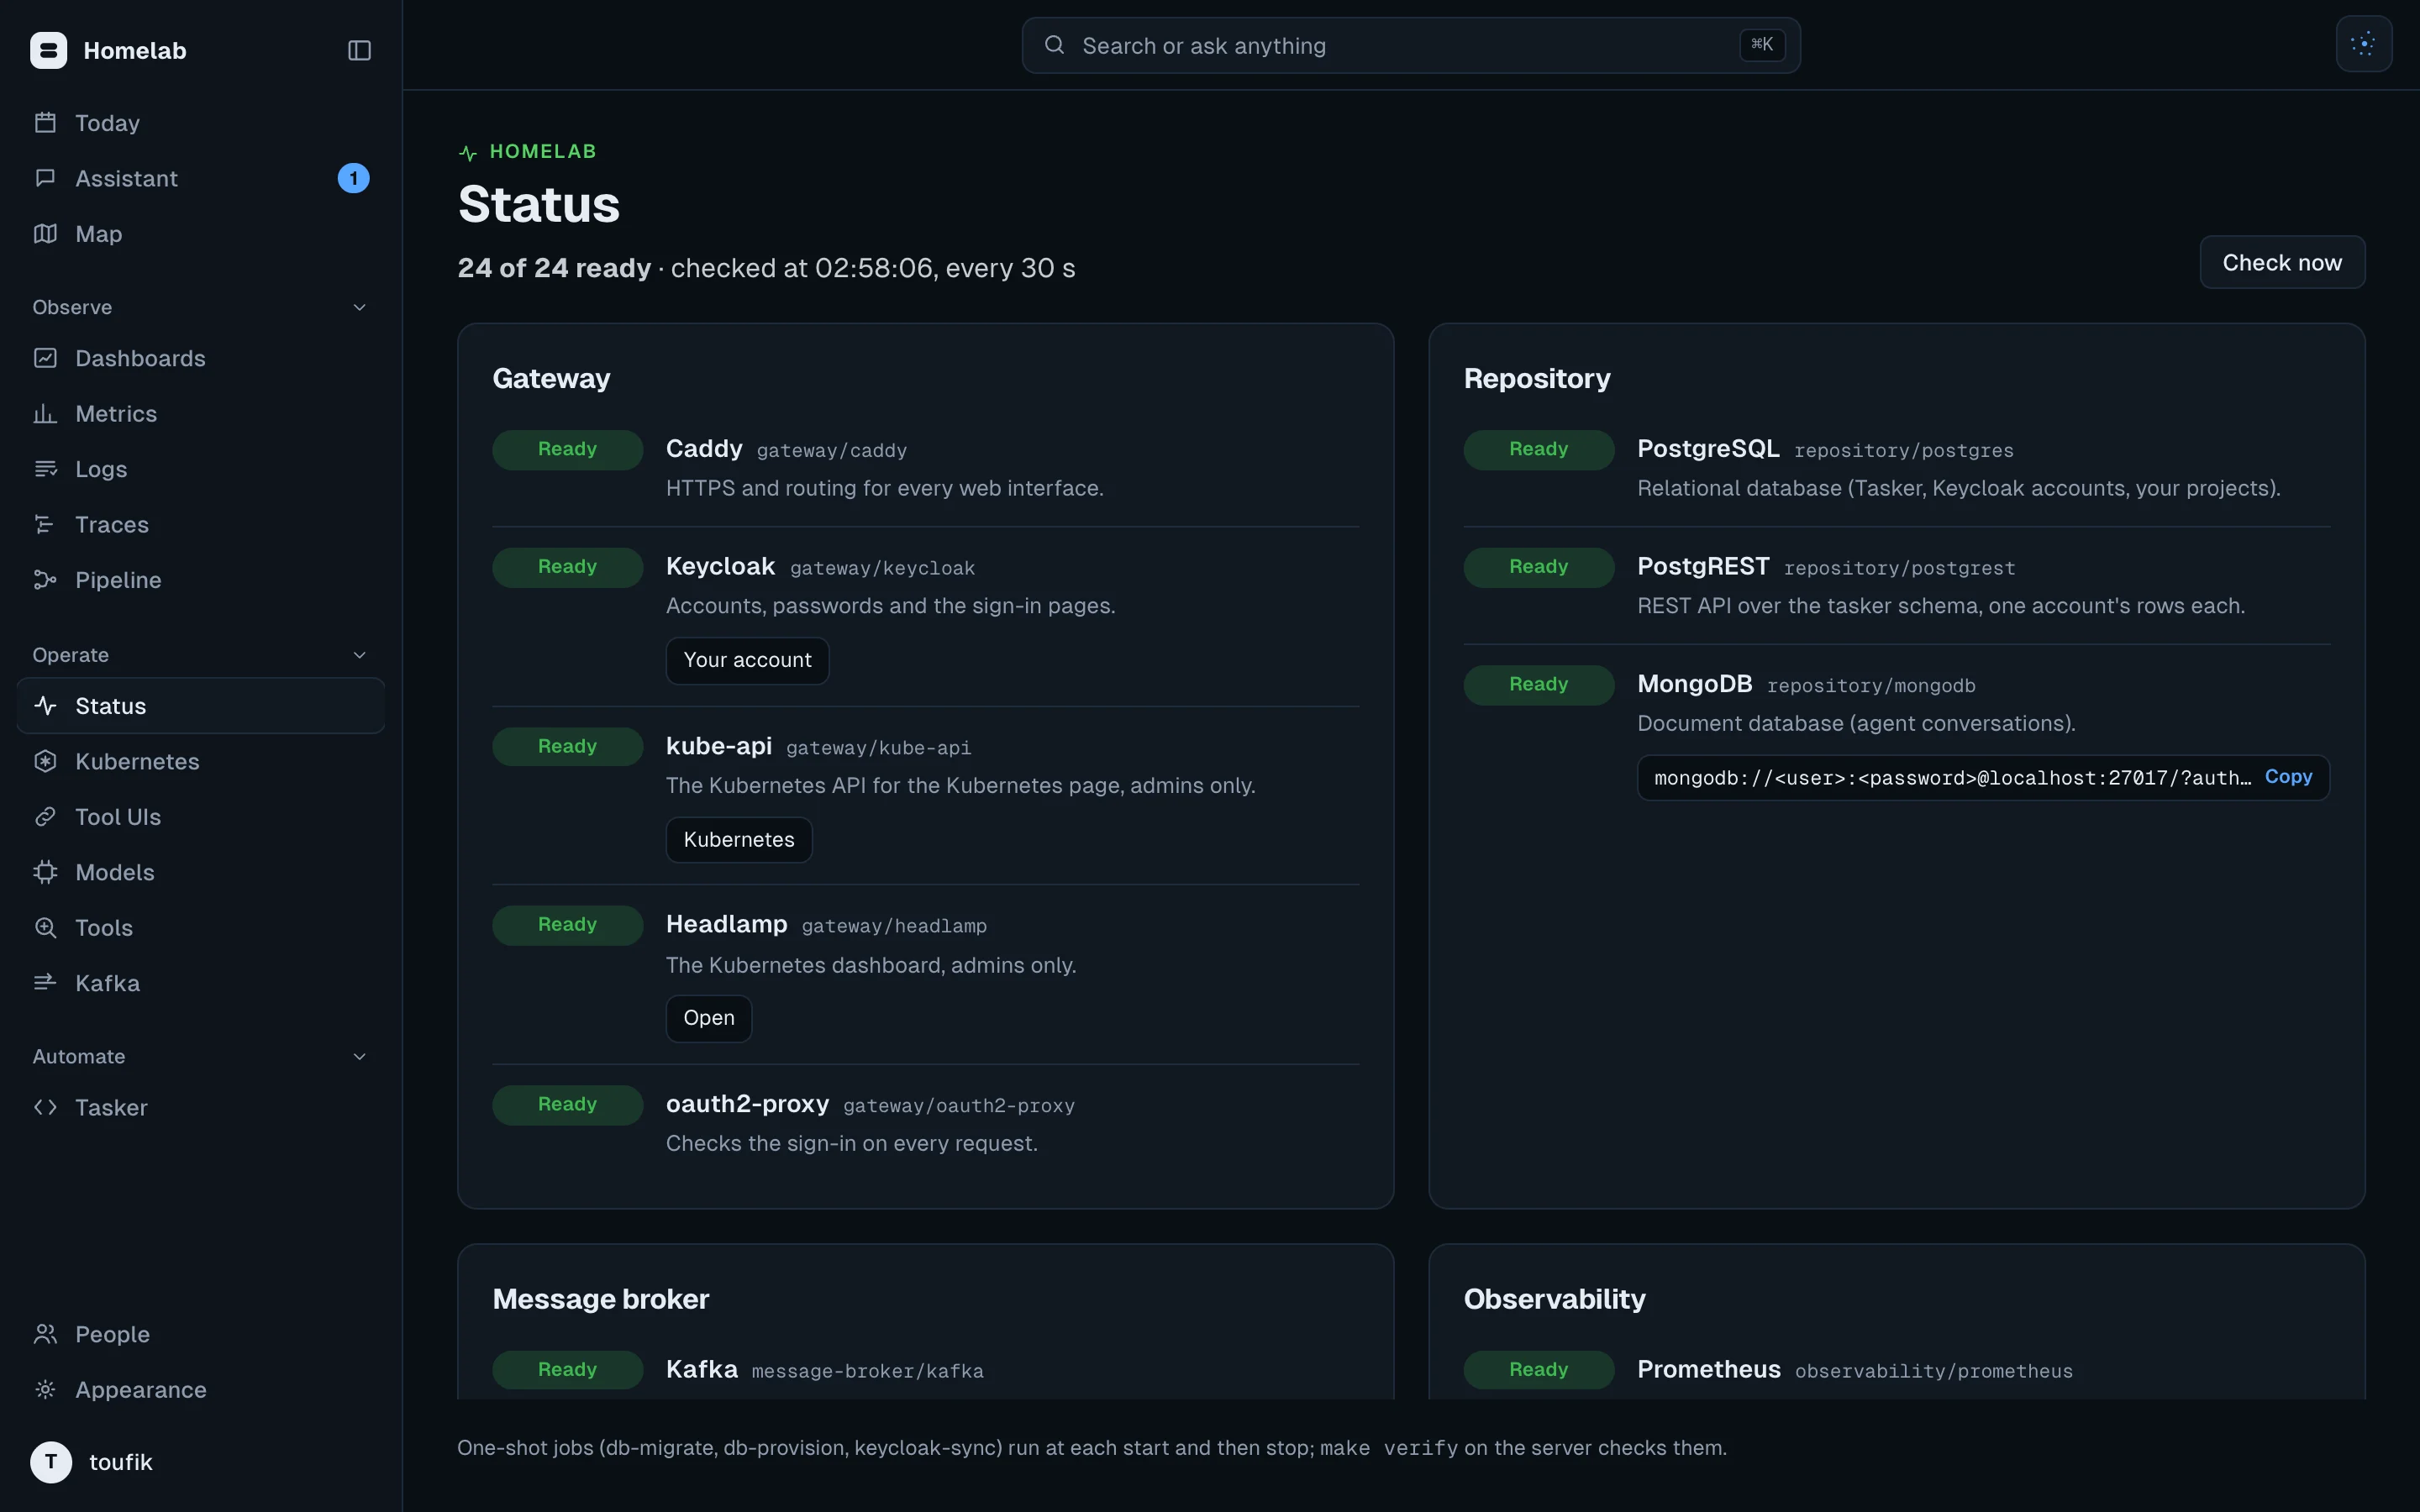 Homelab
Search or ask anything
⌘K
Today
Assistant
1
Map
Observe
Dashboards
Metrics
Logs
Traces
Pipeline
Operate
Status
Kubernetes
Tool UIs
Models
Tools
Kafka
Automate
Tasker
People
Appearance
T
toufik
HOMELAB
Status
24 of 24 ready · checked at 02:58:06, every 30 s
Check now
Gateway
Ready
Caddy gateway/caddy
HTTPS and routing for every web interface.
Ready
Keycloak gateway/keycloak
Accounts, passwords and the sign-in pages.
Your account
Ready
kube-api gateway/kube-api
The Kubernetes API for the Kubernetes page, admins only.
Kubernetes
Ready
Headlamp gateway/headlamp
The Kubernetes dashboard, admins only.
Open
Ready
oauth2-proxy gateway/oauth2-proxy
Checks the sign-in on every request.
Repository
Ready
PostgreSQL repository/postgres
Relational database (Tasker, Keycloak accounts, your projects).
Ready
PostgREST repository/postgrest
REST API over the tasker schema, one account's rows each.
Ready
MongoDB repository/mongodb
Document database (agent conversations).
mongodb://<user>:<password>@localhost:27017/?auth… Copy
Message broker
Ready
Kafka message-broker/kafka
Observability
Ready
Prometheus observability/prometheus
One-shot jobs (db-migrate, db-provision, keycloak-sync) run at each start and then stop; make verify on the server checks them.